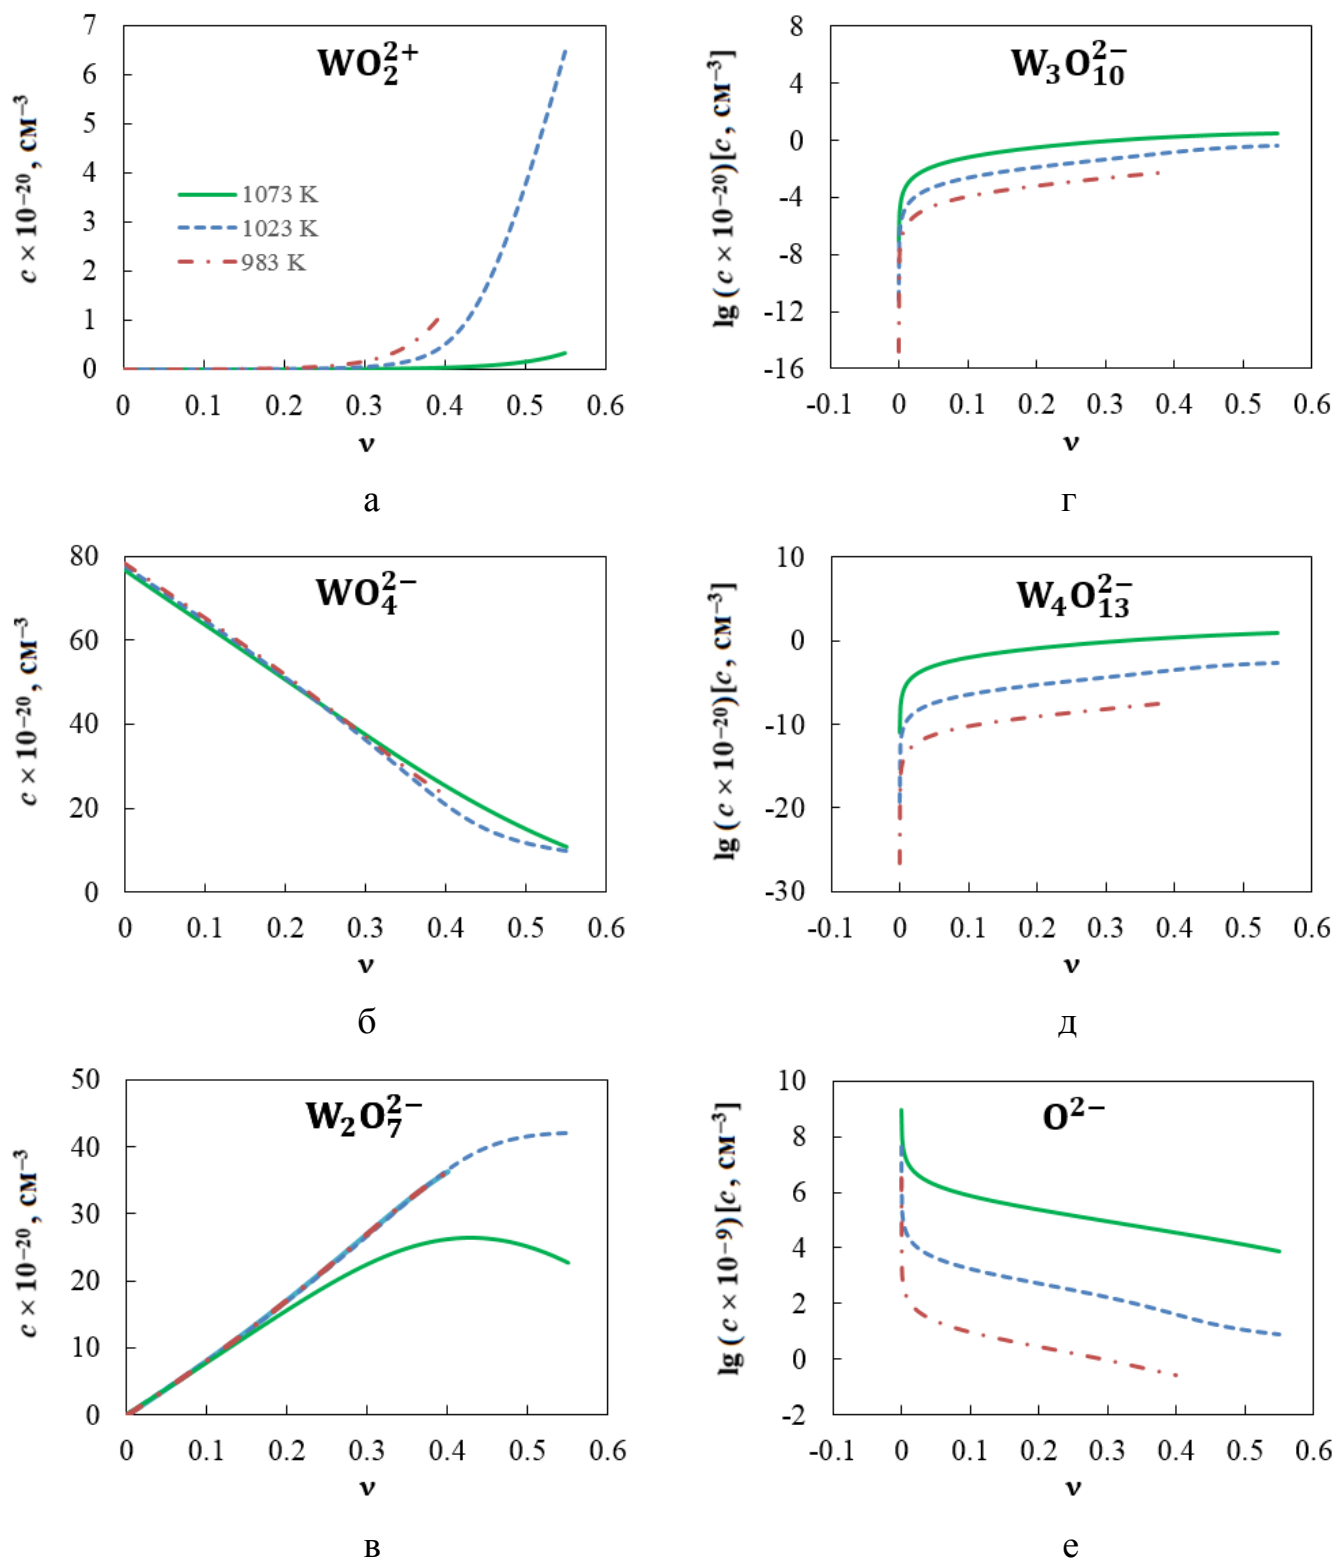 WO₂²⁺
c × 10⁻²⁰, см⁻³
7
6
5
4
3
2
1
0
1073 K
1023 K
983 K
0 0.1 0.2 0.3 0.4 0.5 0.6
ν
а
W₃O₁₀²⁻
lg (c × 10⁻²⁰)[c, см⁻³]
8
4
0
-4
-8
-12
-16
-0.1 0 0.1 0.2 0.3 0.4 0.5 0.6
ν
г
WO₄²⁻
c × 10⁻²⁰, см⁻³
80
60
40
20
0
0 0.1 0.2 0.3 0.4 0.5 0.6
ν
б
W₄O₁₃²⁻
lg (c × 10⁻²⁰)[c, см⁻³]
10
0
-10
-20
-30
-0.1 0 0.1 0.2 0.3 0.4 0.5 0.6
ν
д
W₂O₇²⁻
c × 10⁻²⁰, см⁻³
50
40
30
20
10
0
0 0.1 0.2 0.3 0.4 0.5 0.6
ν
в
O²⁻
lg (c × 10⁻⁹)[c, см⁻³]
10
8
6
4
2
0
-2
-0.1 0 0.1 0.2 0.3 0.4 0.5 0.6
ν
е